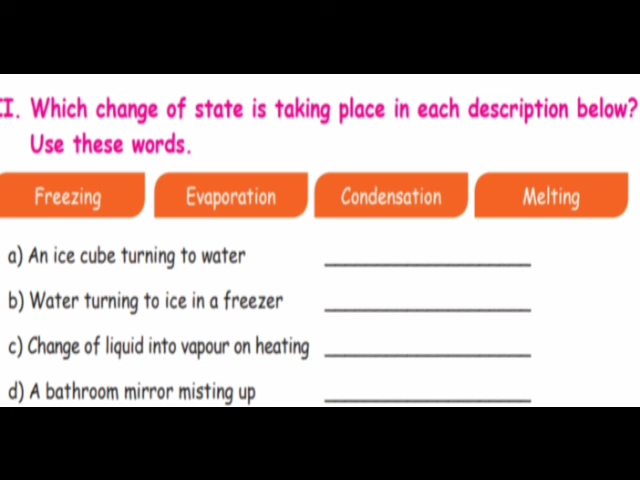 II. Which change of state is taking place in each description below?
Use these words.
Freezing Evaporation Condensation Melting
a) An ice cube turning to water
b) Water turning to ice in a freezer
c) Change of liquid into vapour on heating
d) A bathroom mirror misting up